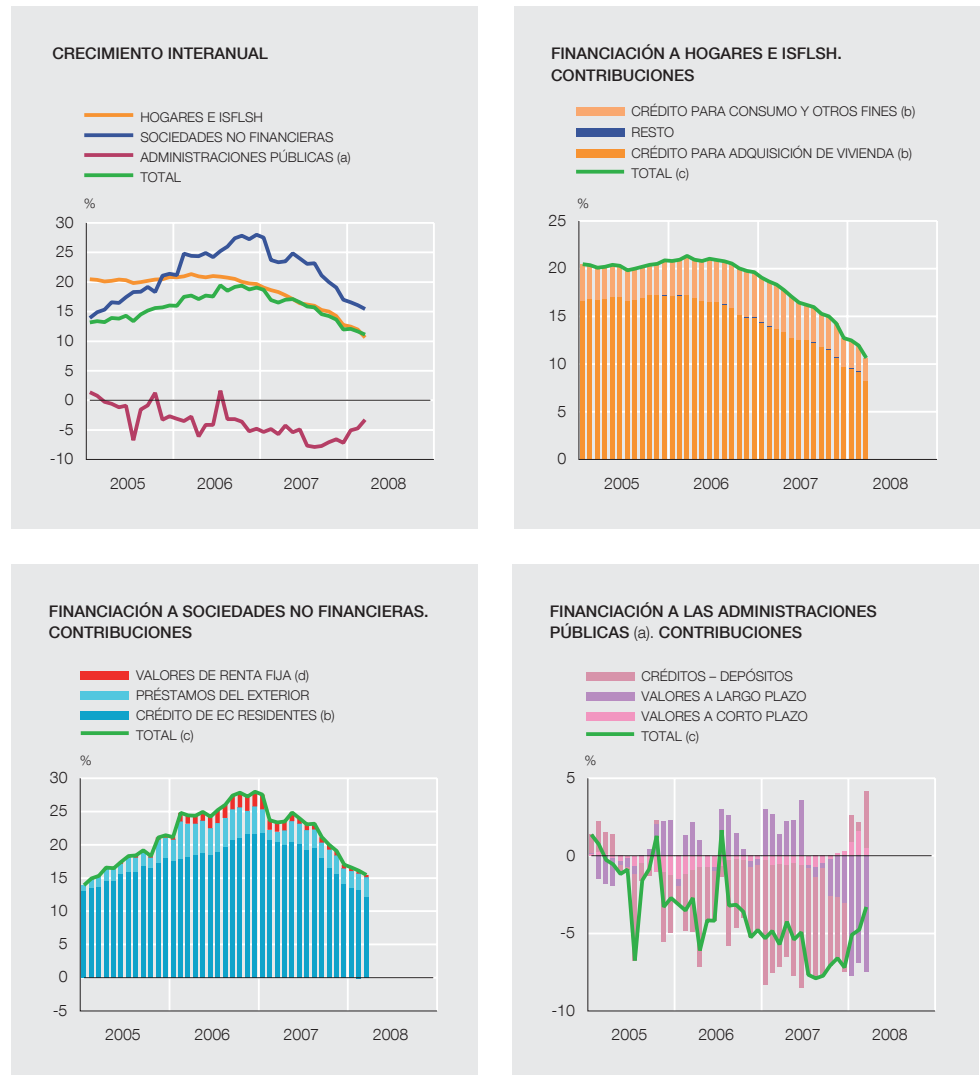 CRECIMIENTO INTERANUAL
HOGARES E ISFLSH
SOCIEDADES NO FINANCIERAS
ADMINISTRACIONES PÚBLICAS (a)
TOTAL
%
30
25
20
15
10
5
0
-5
-10
2005 2006 2007 2008
FINANCIACIÓN A HOGARES E ISFLSH.
CONTRIBUCIONES
CRÉDITO PARA CONSUMO Y OTROS FINES (b)
RESTO
CRÉDITO PARA ADQUISICIÓN DE VIVIENDA (b)
TOTAL (c)
%
25
20
15
10
5
0
2005 2006 2007 2008
FINANCIACIÓN A SOCIEDADES NO FINANCIERAS.
CONTRIBUCIONES
VALORES DE RENTA FIJA (d)
PRÉSTAMOS DEL EXTERIOR
CRÉDITO DE EC RESIDENTES (b)
TOTAL (c)
%
30
25
20
15
10
5
0
-5
2005 2006 2007 2008
FINANCIACIÓN A LAS ADMINISTRACIONES
PÚBLICAS (a). CONTRIBUCIONES
CRÉDITOS – DEPÓSITOS
VALORES A LARGO PLAZO
VALORES A CORTO PLAZO
TOTAL (c)
%
5
0
-5
-10
2005 2006 2007 2008